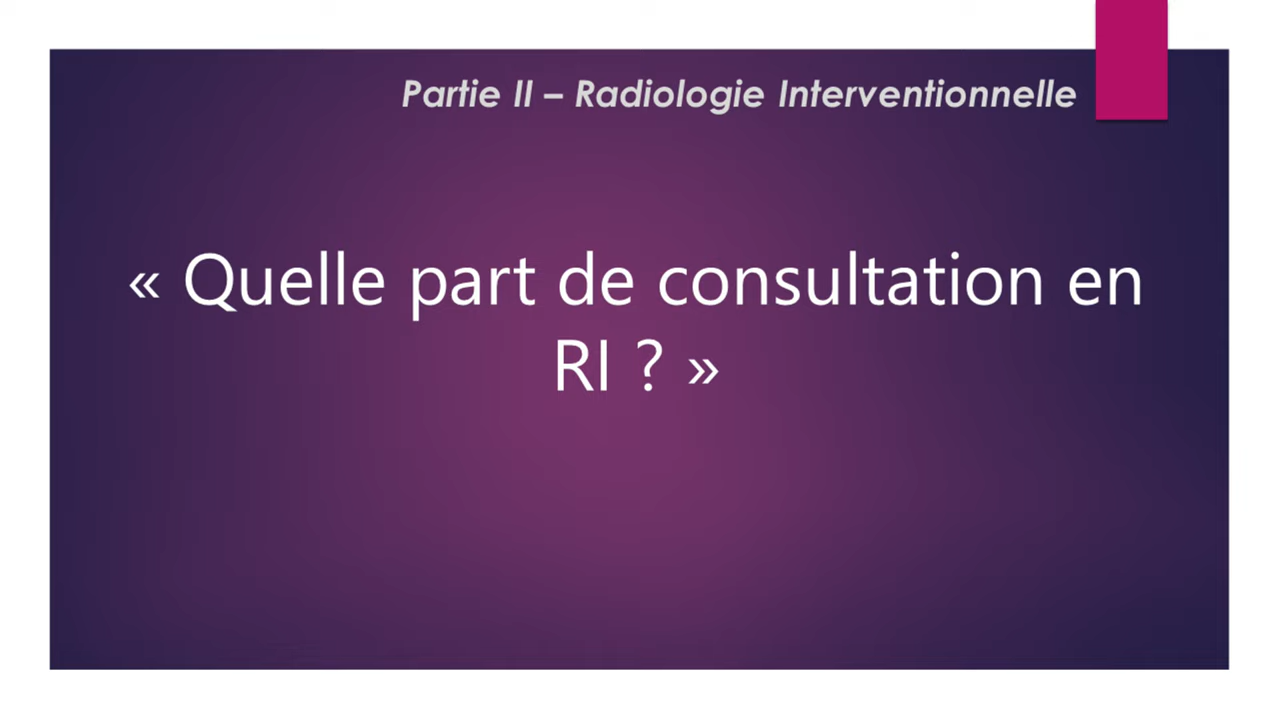 Partie II – Radiologie Interventionnelle
« Quelle part de consultation en
RI ? »